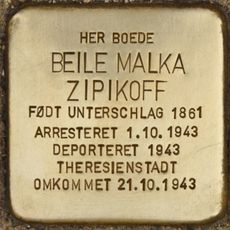 HER BOEDE
BEILE MALKA
ZIPIKOFF
FØDT UNTERSCHLAG 1861
ARRESTERET 1.10.1943
DEPORTERET 1943
THERESIENSTADT
OMKOMMET 21.10.1943